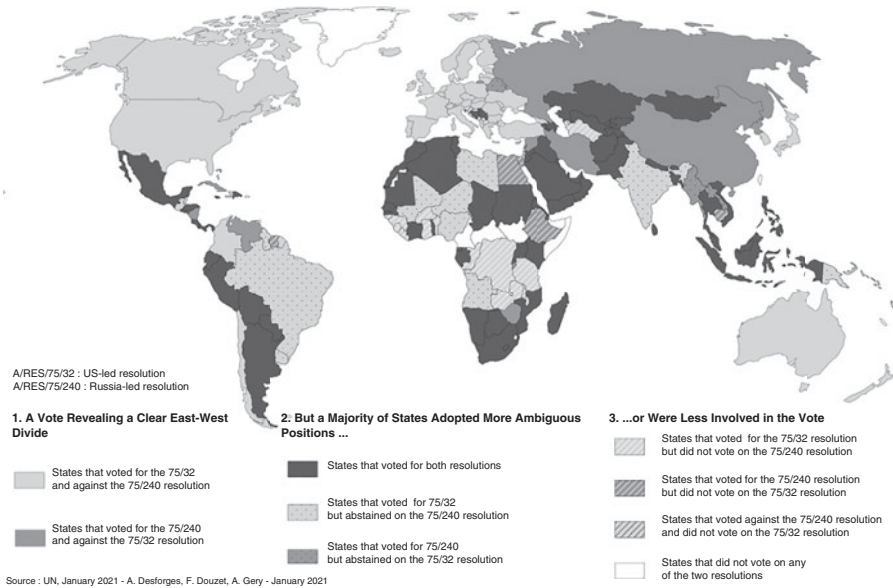 A/RES/75/32 : US-led resolution
A/RES/75/240 : Russia-led resolution
1. A Vote Revealing a Clear East-West
Divide
States that voted for the 75/32
and against the 75/240 resolution
States that voted for the 75/240
and against the 75/32 resolution
2. But a Majority of States Adopted More Ambiguous
Positions ...
States that voted for both resolutions
States that voted for 75/32
but abstained on the 75/240 resolution
States that voted for 75/240
but abstained on the 75/32 resolution
3. ...or Were Less Involved in the Vote
States that voted for the 75/32 resolution
but did not vote on the 75/240 resolution
States that voted for the 75/240 resolution
but did not vote on the 75/32 resolution
States that voted against the 75/240 resolution
and did not vote on the 75/32 resolution
States that did not vote on any
of the two resolutions
Source : UN, January 2021 - A. Desforges, F. Douzet, A. Gery - January 2021